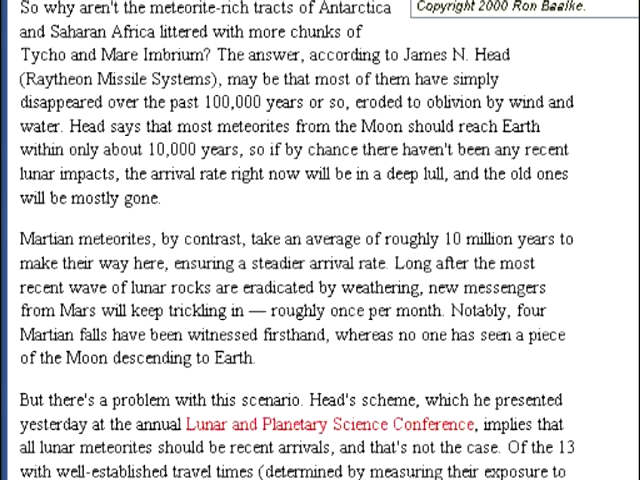 So why aren't the meteorite-rich tracts of Antarctica
Copyright 2000 Ron Baalke.
and Saharan Africa littered with more chunks of
Tycho and Mare Imbrium? The answer, according to James N. Head
(Raytheon Missile Systems), may be that most of them have simply
disappeared over the past 100,000 years or so, eroded to oblivion by wind and
water. Head says that most meteorites from the Moon should reach Earth
within only about 10,000 years, so if by chance there haven't been any recent
lunar impacts, the arrival rate right now will be in a deep lull, and the old ones
will be mostly gone.
Martian meteorites, by contrast, take an average of roughly 10 million years to
make their way here, ensuring a steadier arrival rate. Long after the most
recent wave of lunar rocks are eradicated by weathering, new messengers
from Mars will keep trickling in — roughly once per month. Notably, four
Martian falls have been witnessed firsthand, whereas no one has seen a piece
of the Moon descending to Earth.
But there's a problem with this scenario. Head's scheme, which he presented
yesterday at the annual Lunar and Planetary Science Conference, implies that
all lunar meteorites should be recent arrivals, and that's not the case. Of the 13
with well-established travel times (determined by measuring their exposure to